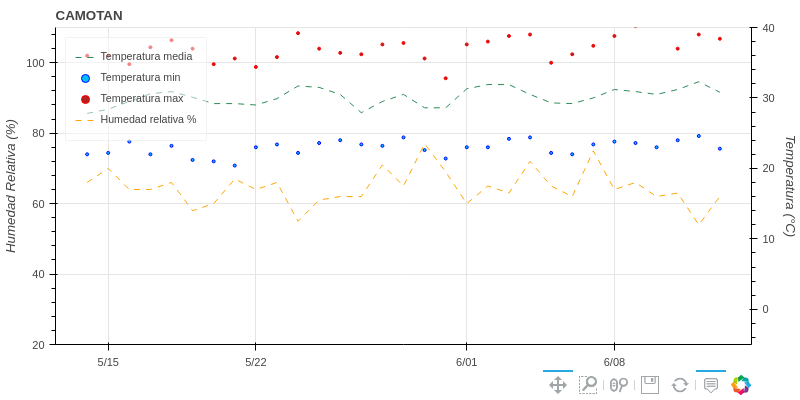 CAMOTAN
Temperatura media
Temperatura min
Temperatura max
Humedad relativa %
Humedad Relativa (%)
100
80
60
40
20
40
30
20
10
0
Temperatura (°C)
5/15
5/22
6/01
6/08